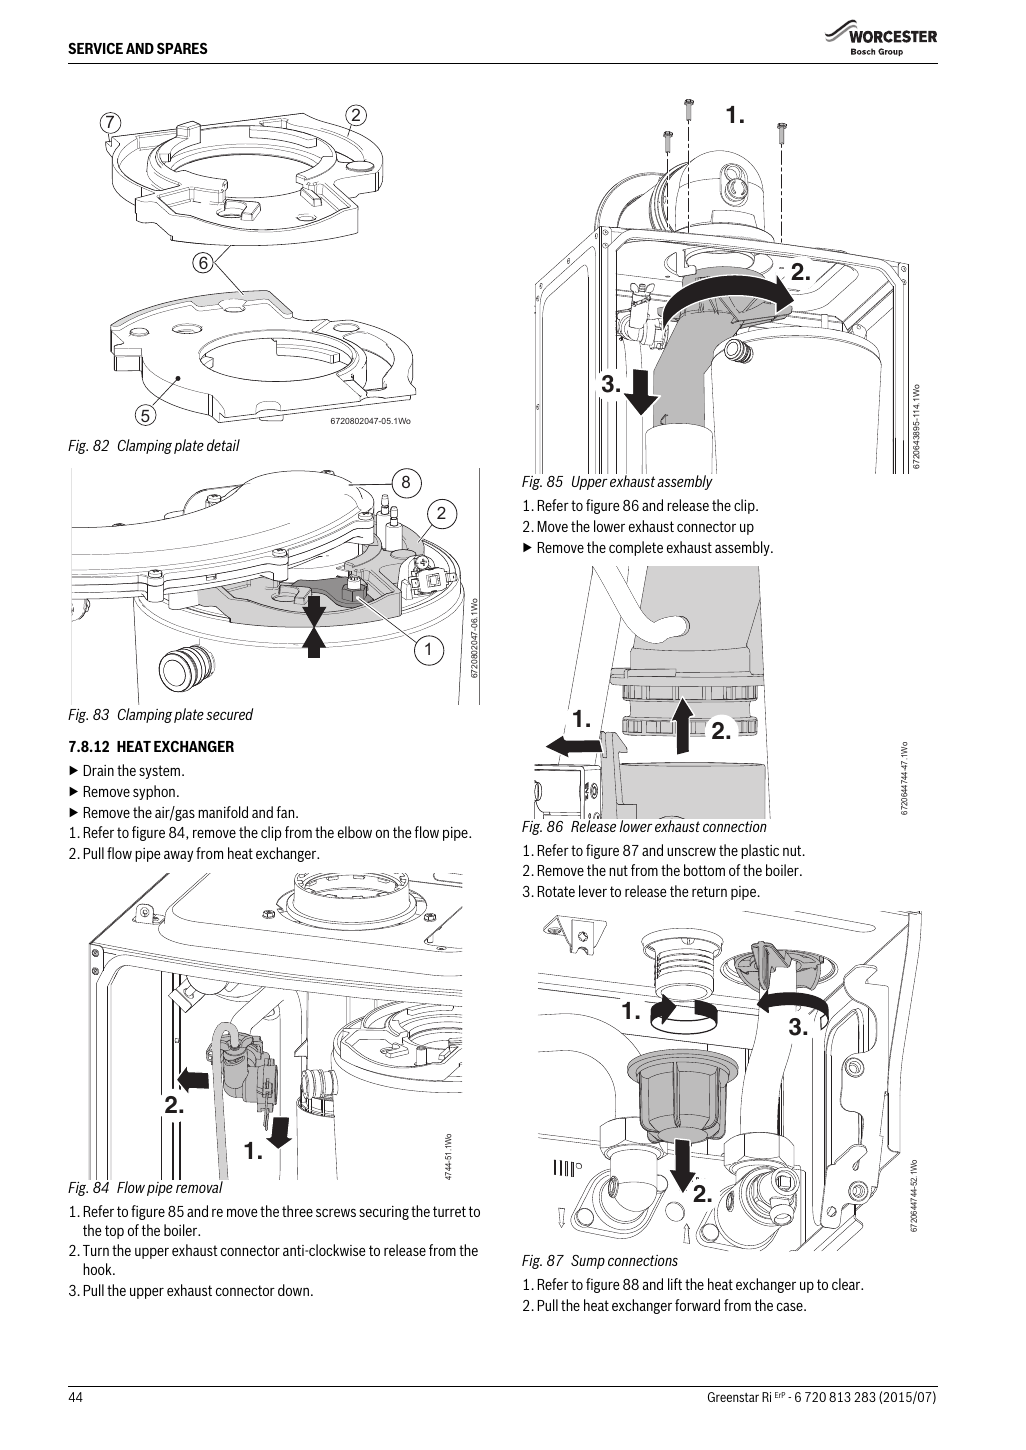 SERVICE AND SPARES
WORCESTER
Bosch Group
7
2
6
5
6720802047-05.1Wo
Fig. 82 Clamping plate detail
8
2
1
6720802047-06.1Wo
Fig. 83 Clamping plate secured
7.8.12 HEAT EXCHANGER
▶ Drain the system.
▶ Remove syphon.
▶ Remove the air/gas manifold and fan.
1. Refer to figure 84, remove the clip from the elbow on the flow pipe.
2. Pull flow pipe away from heat exchanger.
2.
1.
4744-51.1Wo
Fig. 84 Flow pipe removal
1. Refer to figure 85 and re move the three screws securing the turret to
the top of the boiler.
2. Turn the upper exhaust connector anti-clockwise to release from the
hook.
3. Pull the upper exhaust connector down.
1.
2.
3.
6720643895-114.1Wo
Fig. 85 Upper exhaust assembly
1. Refer to figure 86 and release the clip.
2. Move the lower exhaust connector up
▶ Remove the complete exhaust assembly.
1.
2.
6720644744-47.1Wo
Fig. 86 Release lower exhaust connection
1. Refer to figure 87 and unscrew the plastic nut.
2. Remove the nut from the bottom of the boiler.
3. Rotate lever to release the return pipe.
1.
3.
2.
6720644744-52.1Wo
Fig. 87 Sump connections
1. Refer to figure 88 and lift the heat exchanger up to clear.
2. Pull the heat exchanger forward from the case.
44
Greenstar Ri ErP - 6 720 813 283 (2015/07)